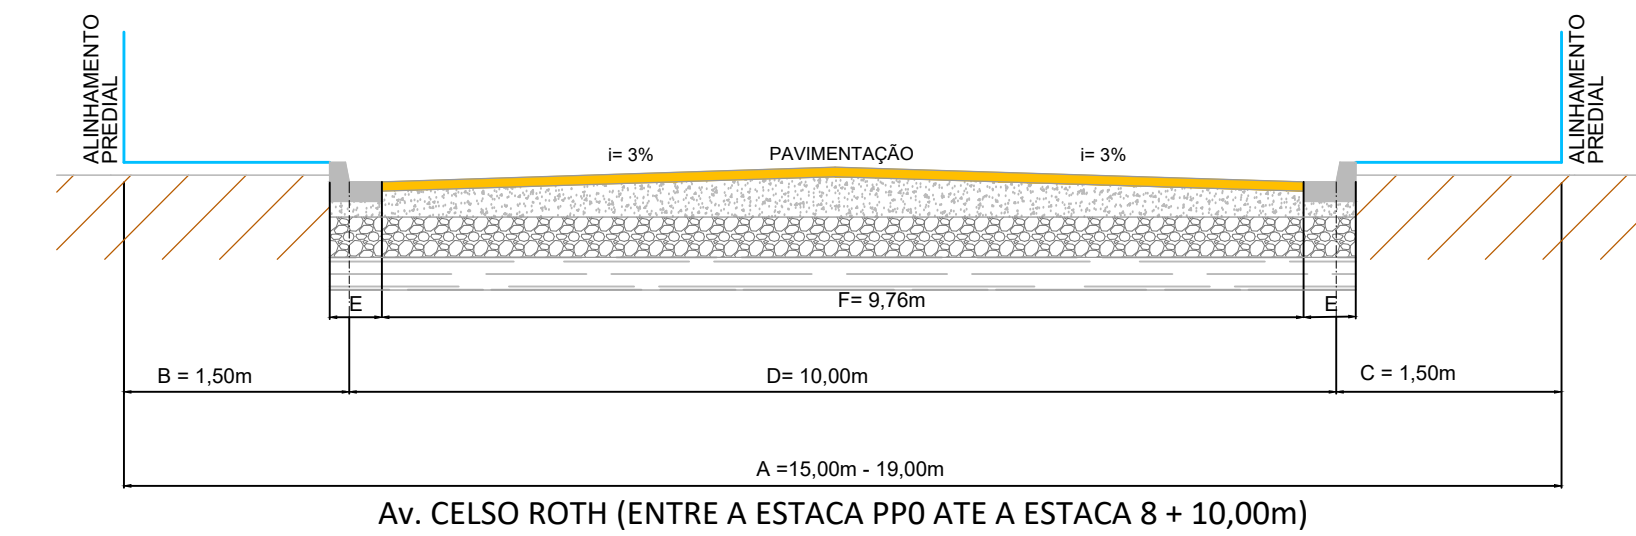 ALINHAMENTO
PREDIAL
ALINHAMENTO
PREDIAL
i= 3%
PAVIMENTAÇÃO
i= 3%
E
F= 9,76m
E
B = 1,50m
D= 10,00m
C = 1,50m
A =15,00m - 19,00m
Av. CELSO ROTH (ENTRE A ESTACA PP0 ATE A ESTACA 8 + 10,00m)